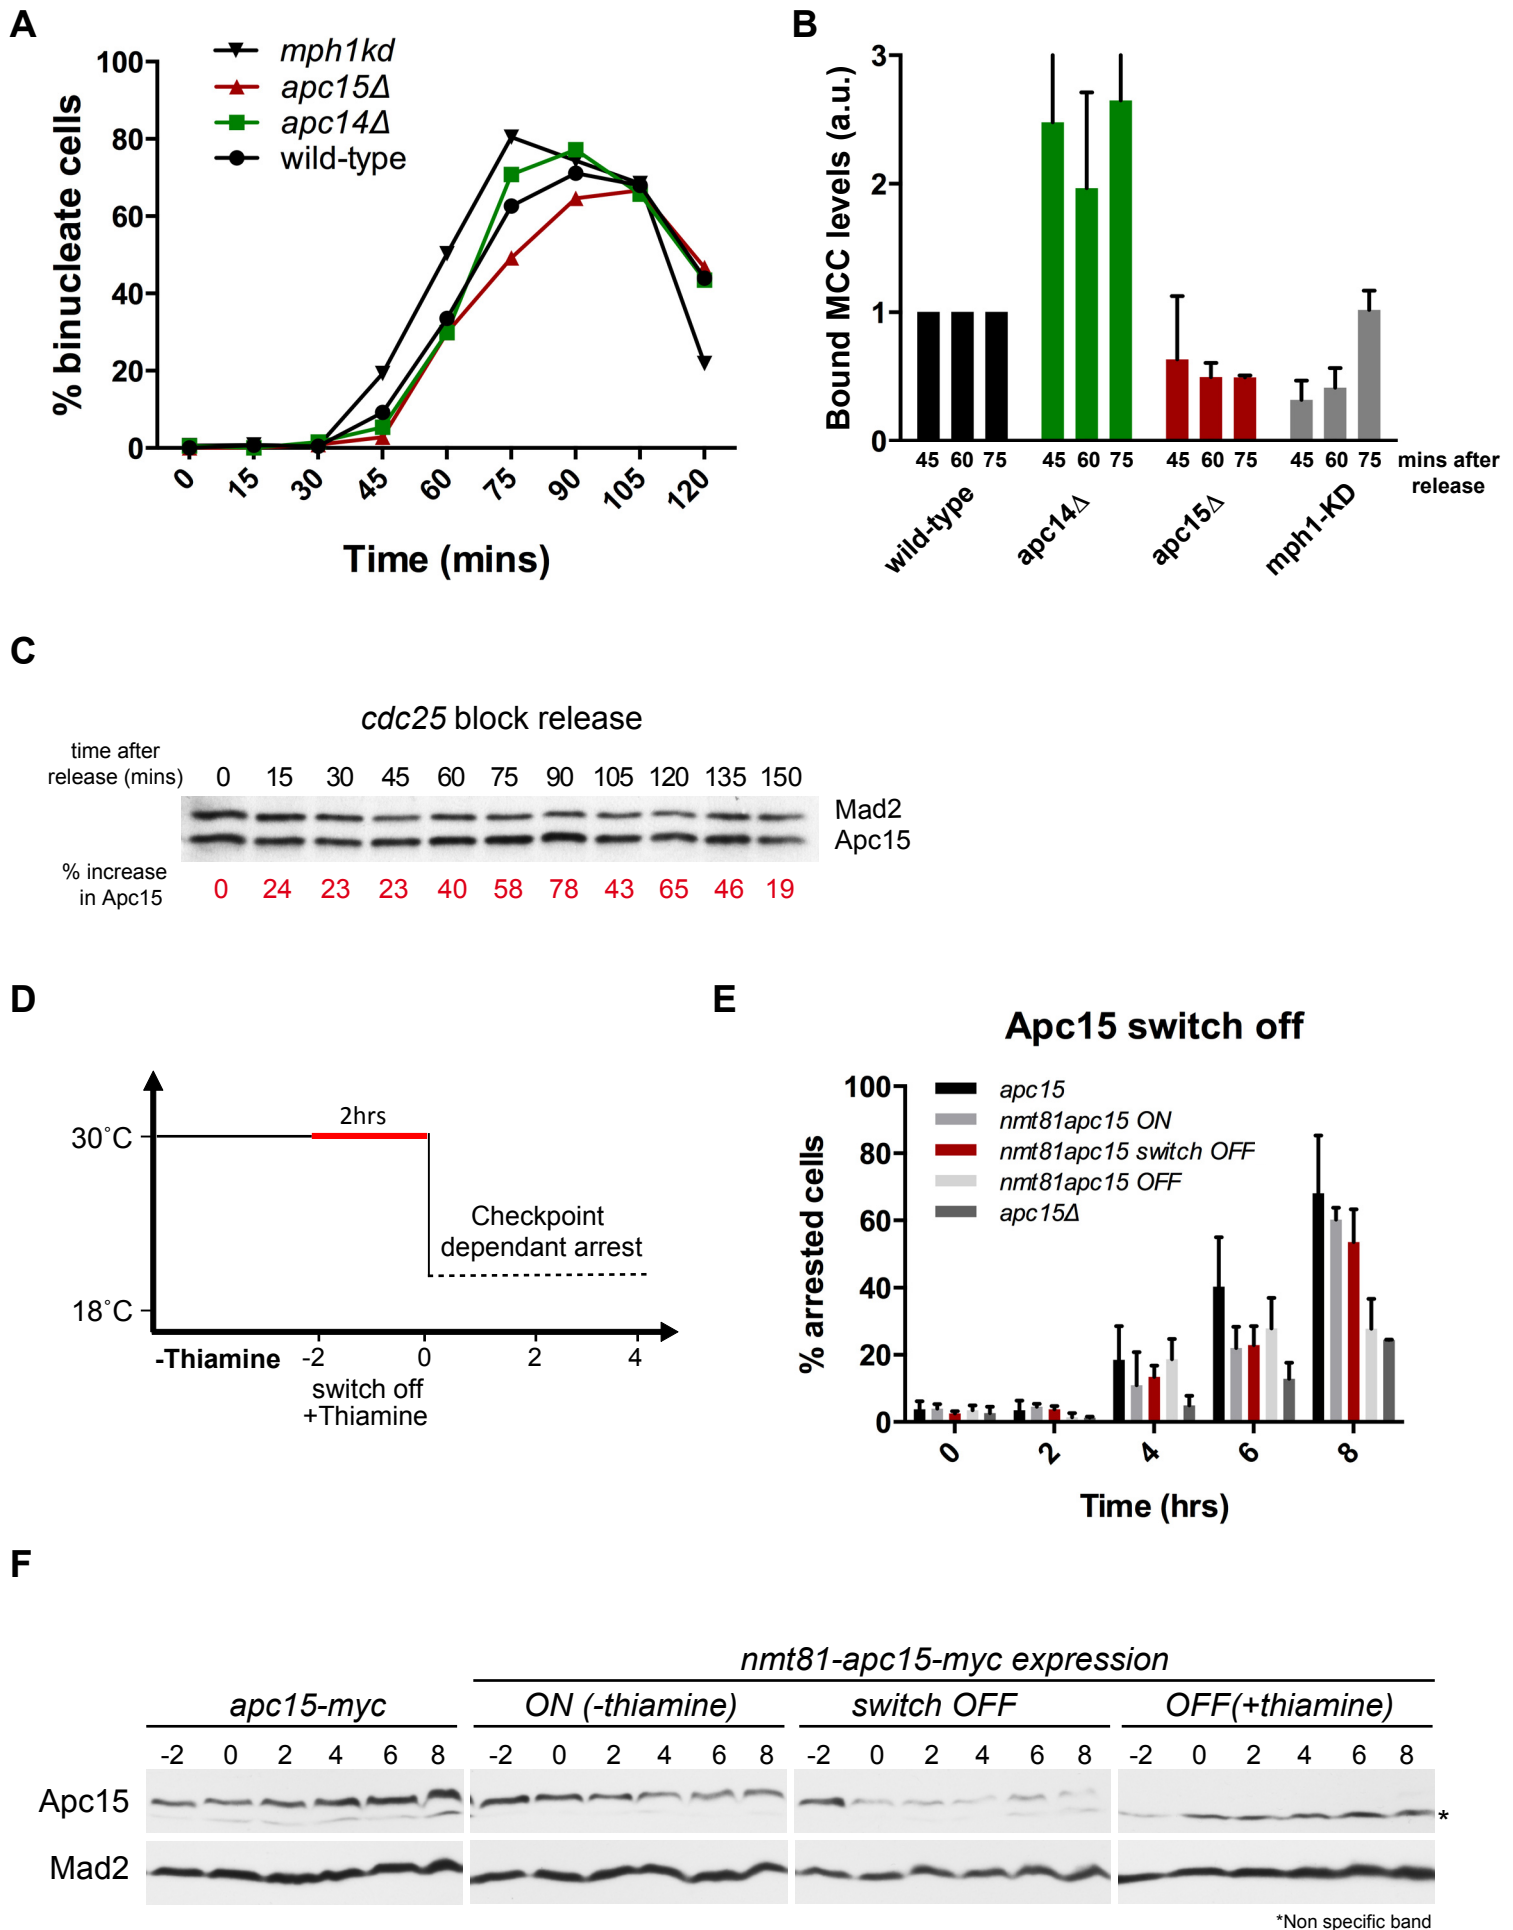 A
mph1kd
apc15Δ
apc14Δ
wild-type
% binucleate cells
100
80
60
40
20
0
0 15 30 45 60 75 90 105 120
Time (mins)
B
Bound MCC levels (a.u.)
3
2
1
0
45 60 75 45 60 75 45 60 75 45 60 75 mins after
release
wild-type apc14Δ apc15Δ mph1-KD
C
cdc25 block release
time after
release (mins) 0 15 30 45 60 75 90 105 120 135 150
Mad2
Apc15
% increase
in Apc15
0 24 23 23 40 58 78 43 65 46 19
D
2hrs
30˚C
Checkpoint
dependant arrest
18˚C
-Thiamine -2 0 2 4
switch off
+Thiamine
E
Apc15 switch off
apc15
nmt81apc15 ON
nmt81apc15 switch OFF
nmt81apc15 OFF
apc15Δ
% arrested cells
100
80
60
40
20
0
0 2 4 6 8
Time (hrs)
F
nmt81-apc15-myc expression
apc15-myc ON (-thiamine) switch OFF OFF(+thiamine)
-2 0 2 4 6 8 -2 0 2 4 6 8 -2 0 2 4 6 8 -2 0 2 4 6 8
Apc15 *
Mad2
*Non specific band